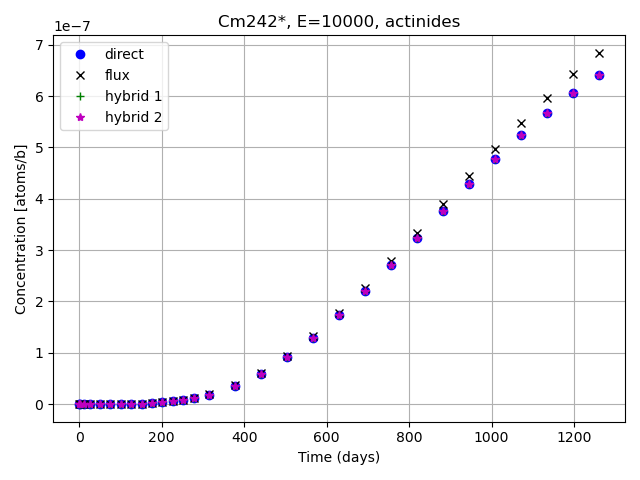 Cm242*, E=10000, actinides
1e−7
direct
flux
hybrid 1
hybrid 2
7
6
5
4
3
2
1
0
Concentration [atoms/b]
0 200 400 600 800 1000 1200
Time (days)